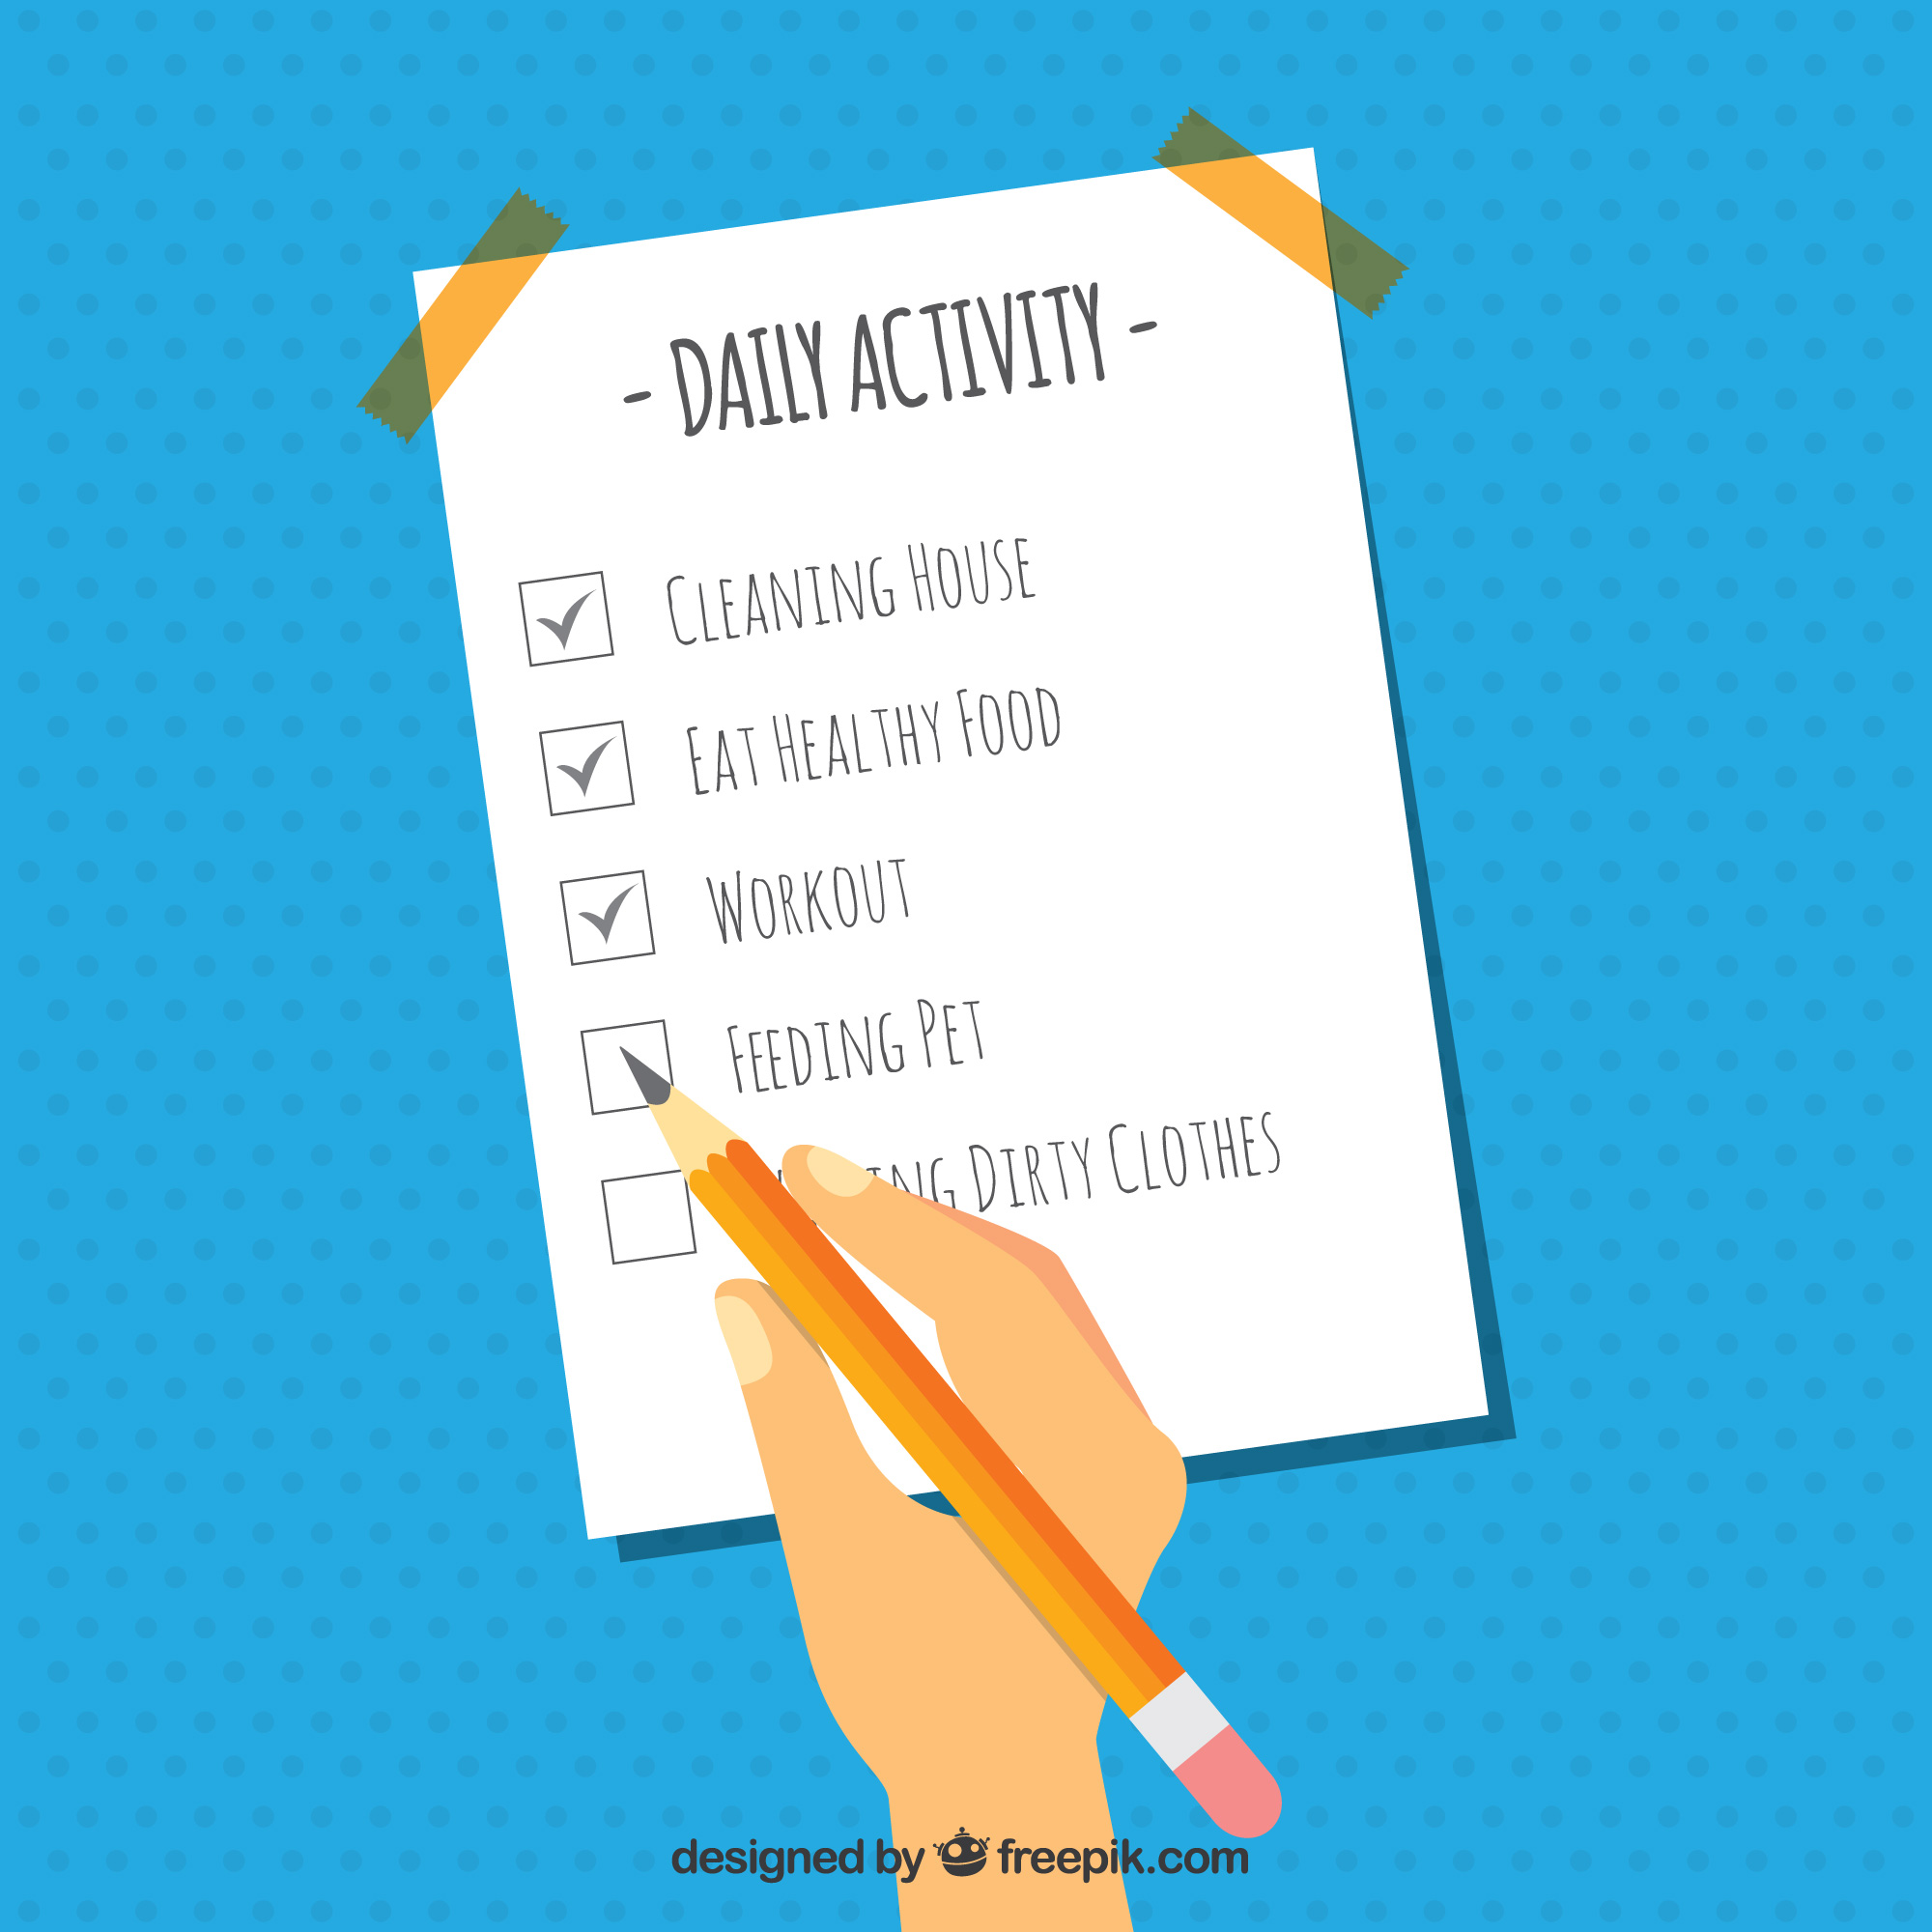 - DAILY ACTIVITY -
CLEANING HOUSE
EAT HEALTHY FOOD
WORKOUT
FEEDING PET
DIRTY CLOTHES
designed by freepik.com